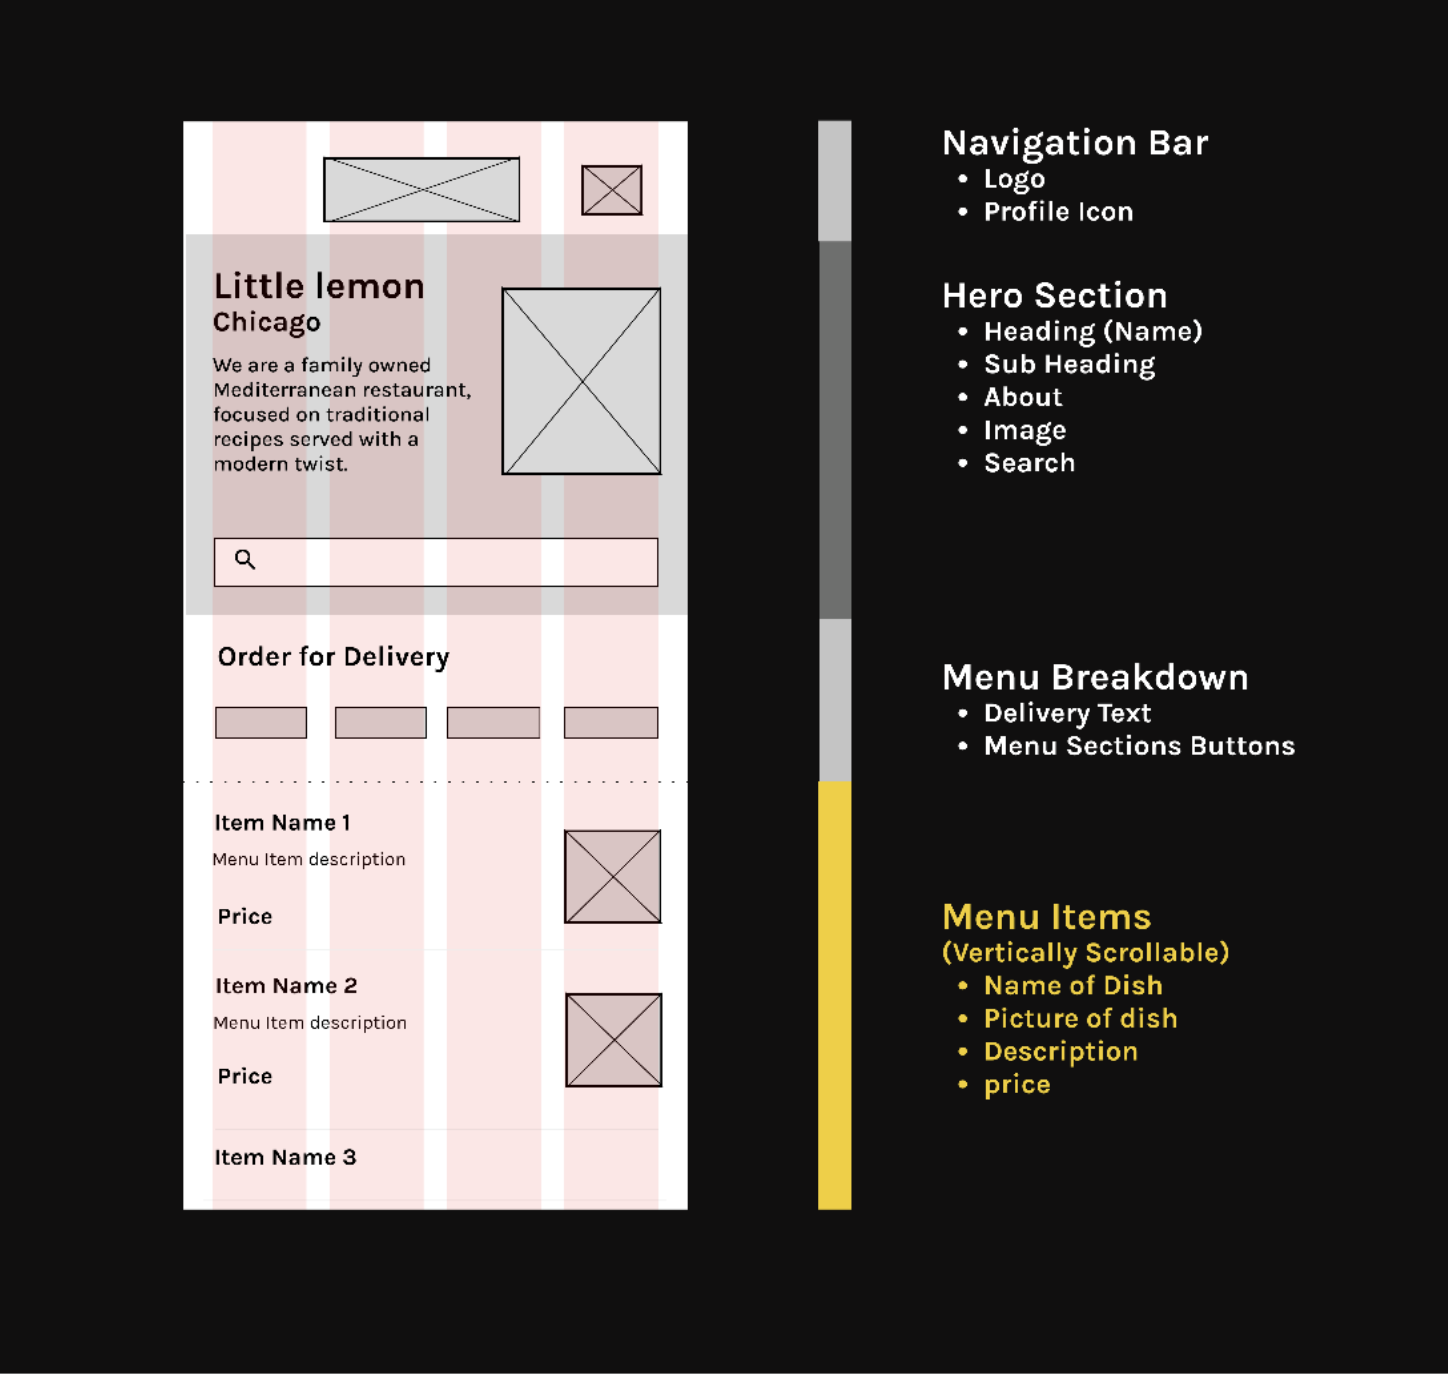 Little lemon
Chicago
We are a family owned
Mediterranean restaurant,
focused on traditional
recipes served with a
modern twist.
Order for Delivery
Item Name 1
Menu Item description
Price
Item Name 2
Menu Item description
Price
Item Name 3
Navigation Bar
• Logo
• Profile Icon
Hero Section
• Heading (Name)
• Sub Heading
• About
• Image
• Search
Menu Breakdown
• Delivery Text
• Menu Sections Buttons
Menu Items
(Vertically Scrollable)
• Name of Dish
• Picture of dish
• Description
• price